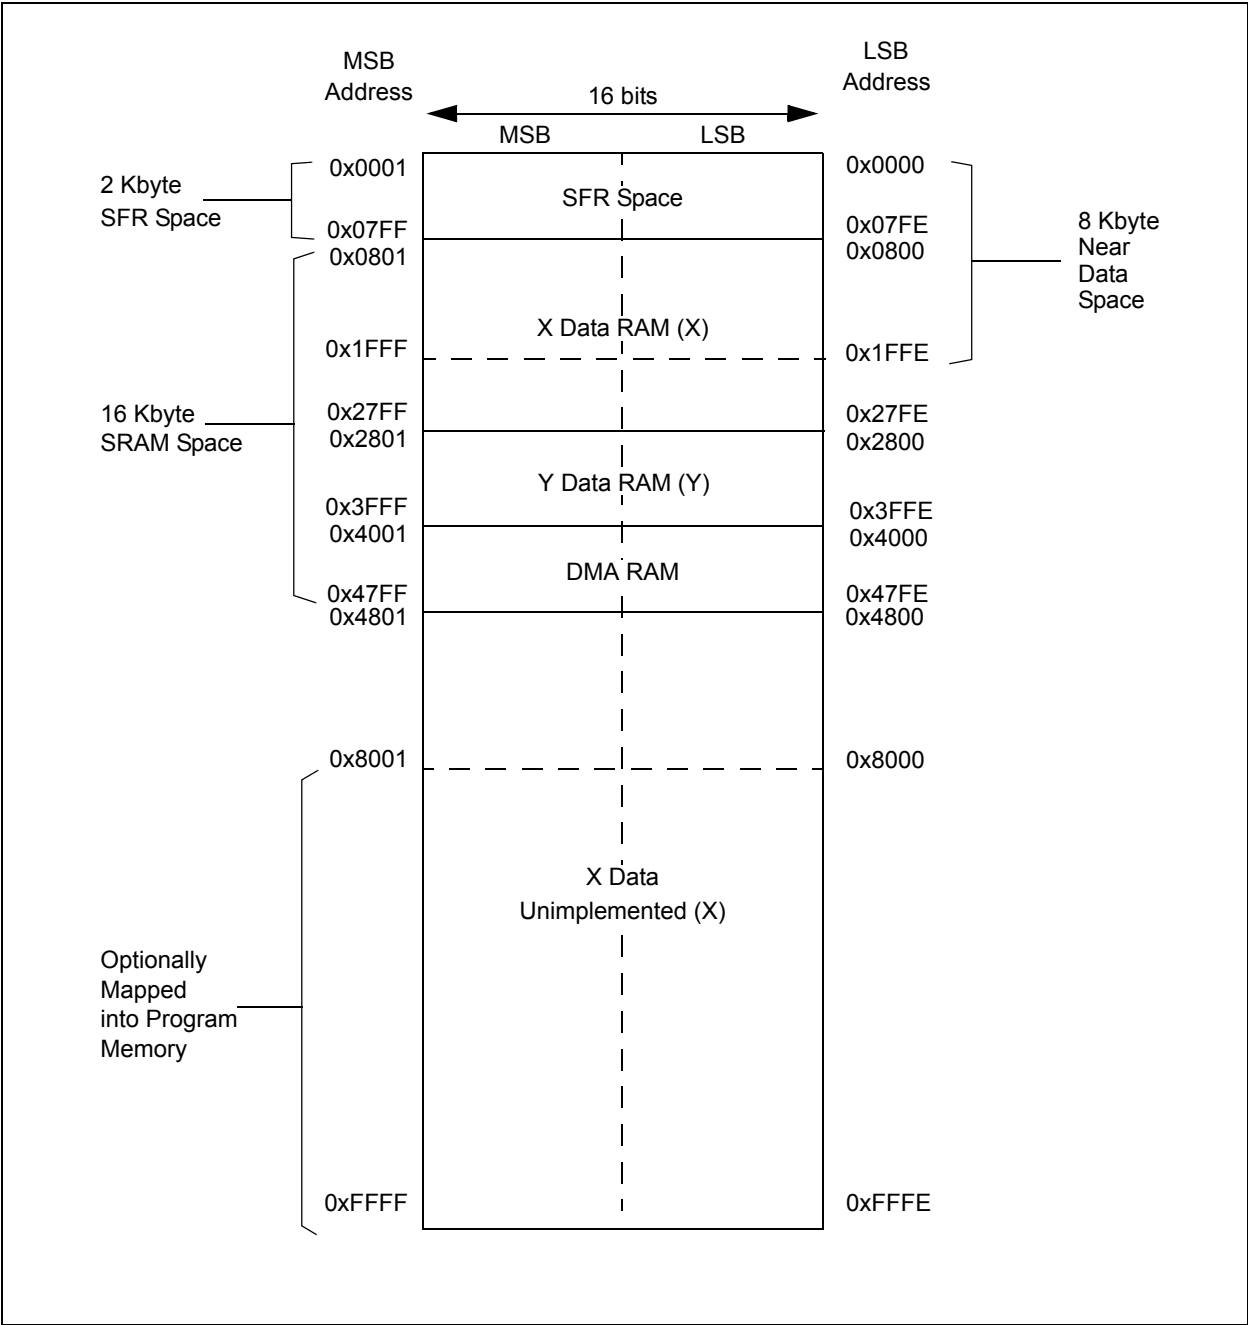 MSB
Address
LSB
Address
16 bits
MSB
LSB
0x0001
0x0000
2 Kbyte
SFR Space
SFR Space
0x07FF
0x07FE
0x0801
0x0800
8 Kbyte
Near
Data
Space
X Data RAM (X)
0x1FFF
0x1FFE
16 Kbyte
SRAM Space
0x27FF
0x27FE
0x2801
0x2800
Y Data RAM (Y)
0x3FFF
0x3FFE
0x4001
0x4000
DMA RAM
0x47FF
0x47FE
0x4801
0x4800
0x8001
0x8000
X Data
Unimplemented (X)
Optionally
Mapped
into Program
Memory
0xFFFF
0xFFFE